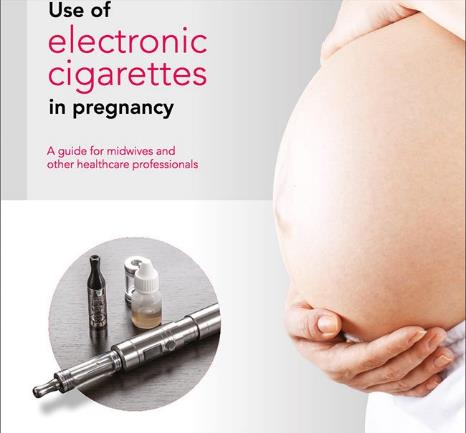 Use of
electronic
cigarettes
in pregnancy
A guide for midwives and
other healthcare professionals